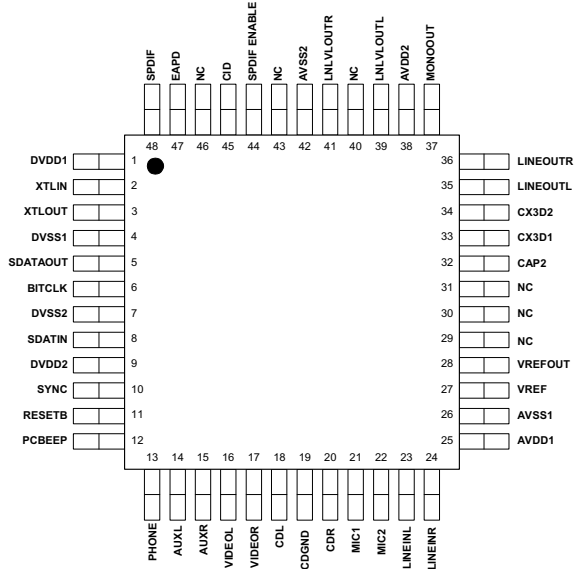 SPDIF EAPD NC CID SPDIF ENABLE NC AVSS2 LNLVLOUTR NC LNLVLOUTL AVDD2 MONOOUT
48 47 46 45 44 43 42 41 40 39 38 37
DVDD1 1 36 LINEOUTR
XTLIN 2 35 LINEOUTL
XTLOUT 3 34 CX3D2
DVSS1 4 33 CX3D1
SDATAOUT 5 32 CAP2
BITCLK 6 31 NC
DVSS2 7 30 NC
SDATIN 8 29 NC
DVDD2 9 28 VREFOUT
SYNC 10 27 VREF
RESETB 11 26 AVSS1
PCBEEP 12 25 AVDD1
13 14 15 16 17 18 19 20 21 22 23 24
PHONE AUXL AUXR VIDEOL VIDEOR CDL CDGND CDR MIC1 MIC2 LINEINL LINEINR